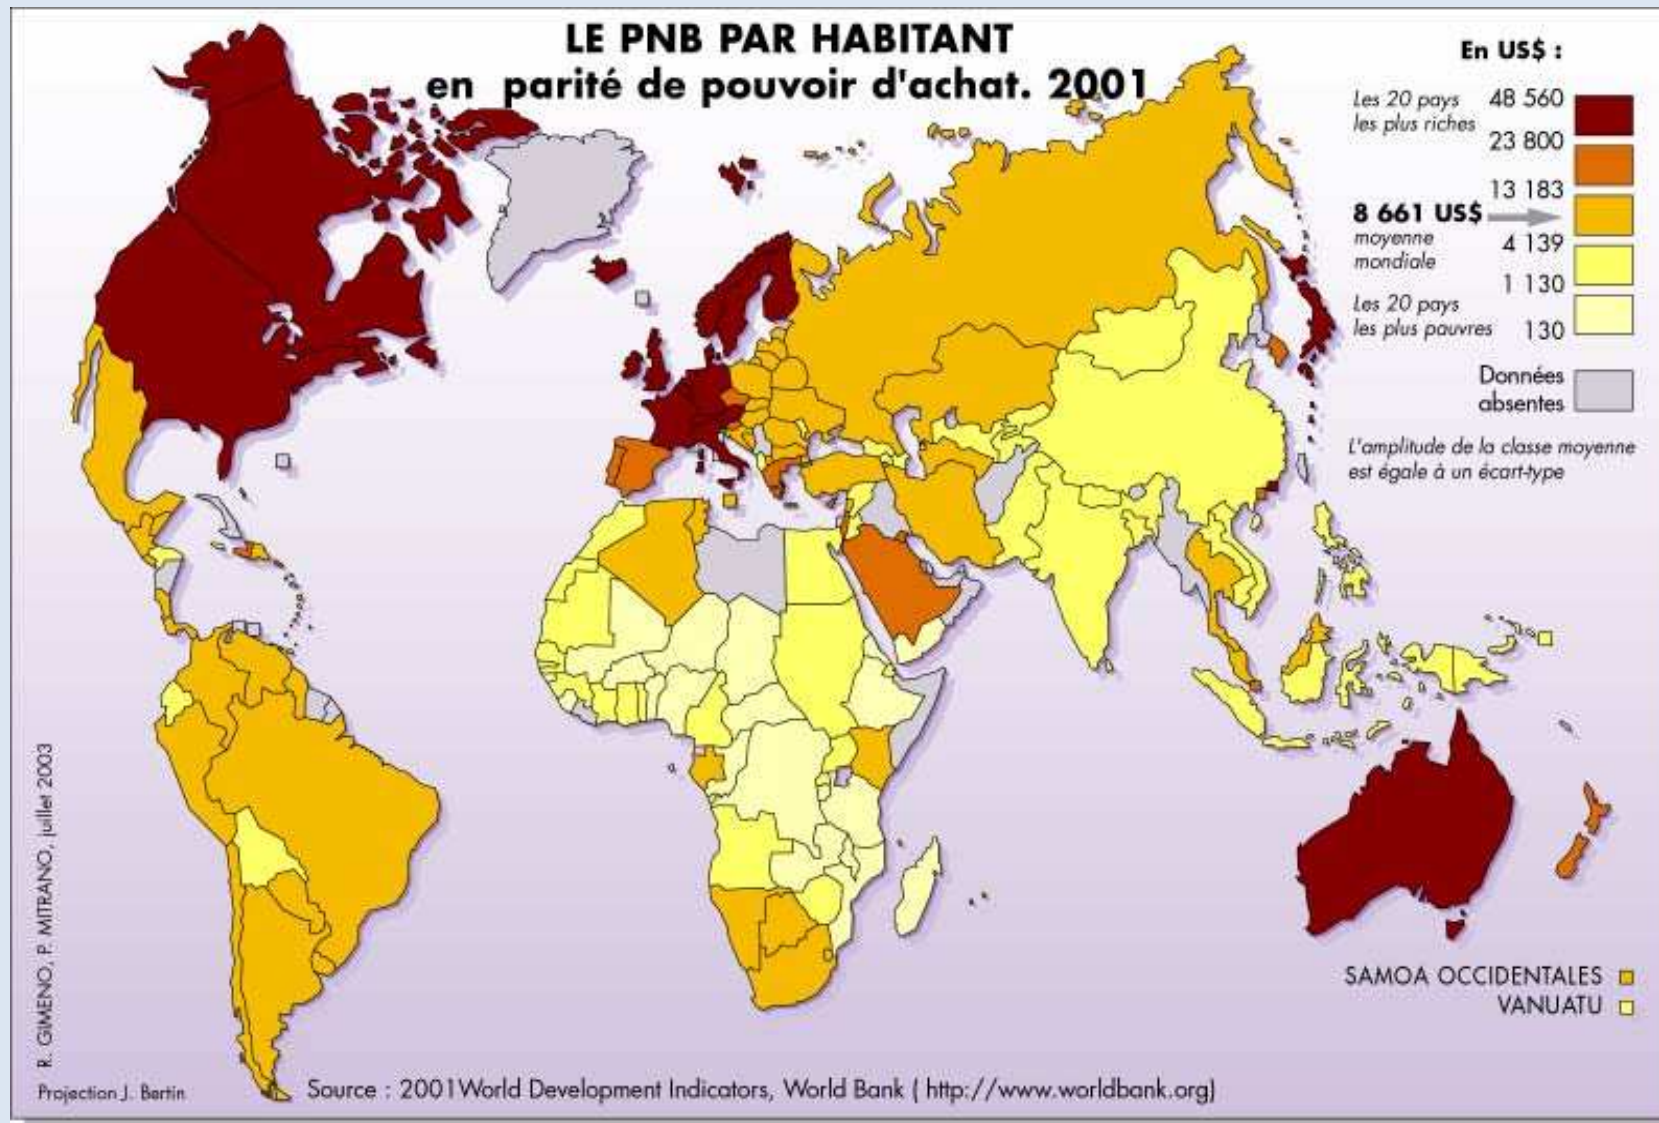 LE PNB PAR HABITANT
en parité de pouvoir d'achat. 2001
En US$ :
Les 20 pays
les plus riches
48 560
23 800
13 183
8 661 US$
moyenne
mondiale
4 139
1 130
Les 20 pays
les plus pauvres
130
Données
absentes
L'amplitude de la classe moyenne
est égale à un écart-type
SAMOA OCCIDENTALES
VANUATU
R. GIMENO, P. MITRANO, juillet 2003
Projection J. Bertin
Source : 2001World Development Indicators, World Bank ( http://www.worldbank.org)